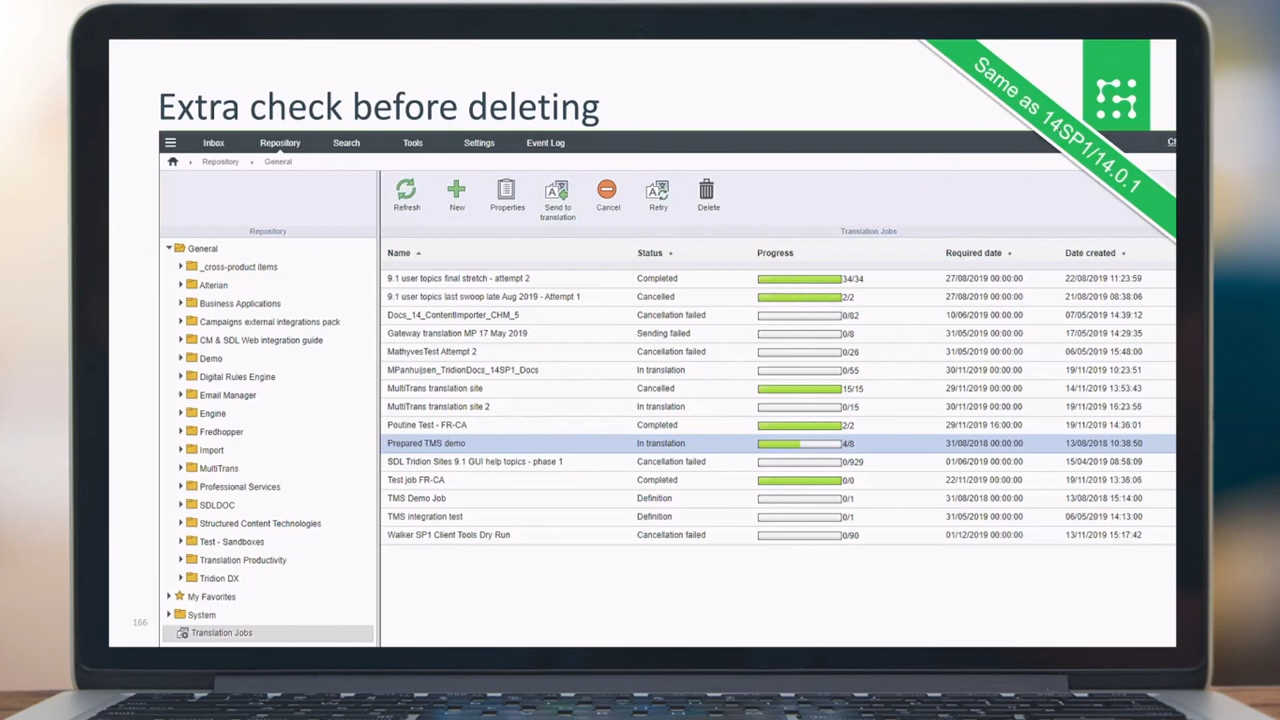 Extra check before deleting
Same as 14SP1/14.0.1
Inbox Repository Search Tools Settings Event Log
Repository General
Refresh New Properties Send to translation Cancel Retry Delete
Repository
Translation Jobs
General
_cross-product items
Alterian
Business Applications
Campaigns external integrations pack
CM & SDL Web integration guide
Demo
Digital Rules Engine
Email Manager
Engine
Fredhopper
Import
MultiTrans
Professional Services
SDLDOC
Structured Content Technologies
Test - Sandboxes
Translation Productivity
Tridion DX
My Favorites
System
Translation Jobs
Name Status Progress Required date Date created
9.1 user topics final stretch - attempt 2 Completed 34/34 27/08/2019 00:00:00 22/08/2019 11:23:59
9.1 user topics last swoop late Aug 2019 - Attempt 1 Cancelled 2/2 27/08/2019 00:00:00 21/08/2019 08:38:06
Docs_14_ContentImporter_CHM_5 Cancellation failed 0/82 10/06/2019 00:00:00 07/05/2019 14:39:12
Gateway translation MP 17 May 2019 Sending failed 0/8 31/05/2019 00:00:00 17/05/2019 14:29:35
MathyvesTest Attempt 2 Cancellation failed 0/26 31/05/2019 00:00:00 06/05/2019 15:48:00
MPanhuijsen_TridionDocs_14SP1_Docs In translation 0/55 30/11/2019 00:00:00 19/11/2019 10:23:51
MultiTrans translation site Cancelled 15/15 29/11/2019 00:00:00 14/11/2019 13:53:43
MultiTrans translation site 2 In translation 0/15 30/11/2019 00:00:00 19/11/2019 16:23:56
Poutine Test - FR-CA Completed 2/2 29/11/2019 16:00:00 19/11/2019 14:36:01
Prepared TMS demo In translation 4/8 31/08/2018 00:00:00 13/08/2018 10:38:50
SDL Tridion Sites 9.1 GUI help topics - phase 1 Cancellation failed 0/929 01/06/2019 00:00:00 15/04/2019 08:58:09
Test job FR-CA Completed 0/0 22/11/2019 00:00:00 19/11/2019 13:36:06
TMS Demo Job Definition 0/1 31/08/2018 00:00:00 13/08/2018 15:14:00
TMS integration test Definition 0/1 31/05/2019 00:00:00 06/05/2019 14:13:00
Walker SP1 Client Tools Dry Run Cancellation failed 0/90 01/12/2019 00:00:00 13/11/2019 15:17:42
166